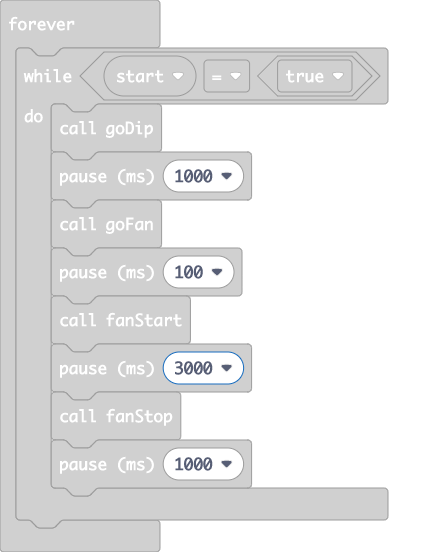 forever
while start = true
do
call goDip
pause (ms) 1000
call goFan
pause (ms) 100
call fanStart
pause (ms) 3000
call fanStop
pause (ms) 1000